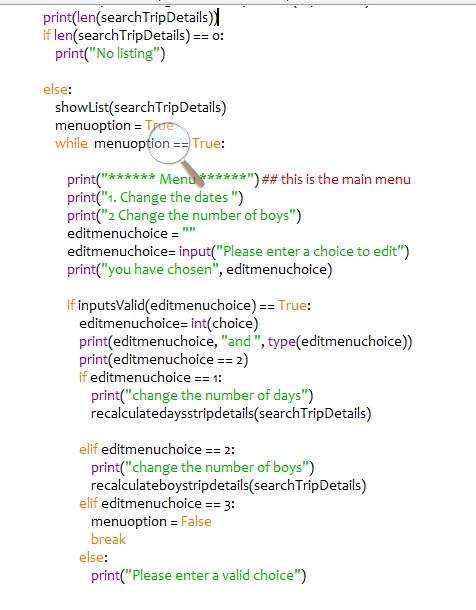 print(len(searchTripDetails))
if len(searchTripDetails) == 0:
print("No listing")
else:
showList(searchTripDetails)
menuoption = True
while menuoption == True:
print("****** Menu ******") ## this is the main menu
print("1. Change the dates ")
print("2 Change the number of boys")
editmenuchoice = ""
editmenuchoice= input("Please enter a choice to edit")
print("you have chosen", editmenuchoice)
if inputsValid(editmenuchoice) == True:
editmenuchoice= int(choice)
print(editmenuchoice, "and ", type(editmenuchoice))
print(editmenuchoice == 2)
if editmenuchoice == 1:
print("change the number of days")
recalculatedaysstripdetails(searchTripDetails)
elif editmenuchoice == 2:
print("change the number of boys")
recalculateboystripdetails(searchTripDetails)
elif editmenuchoice == 3:
menuoption = False
break
else:
print("Please enter a valid choice")